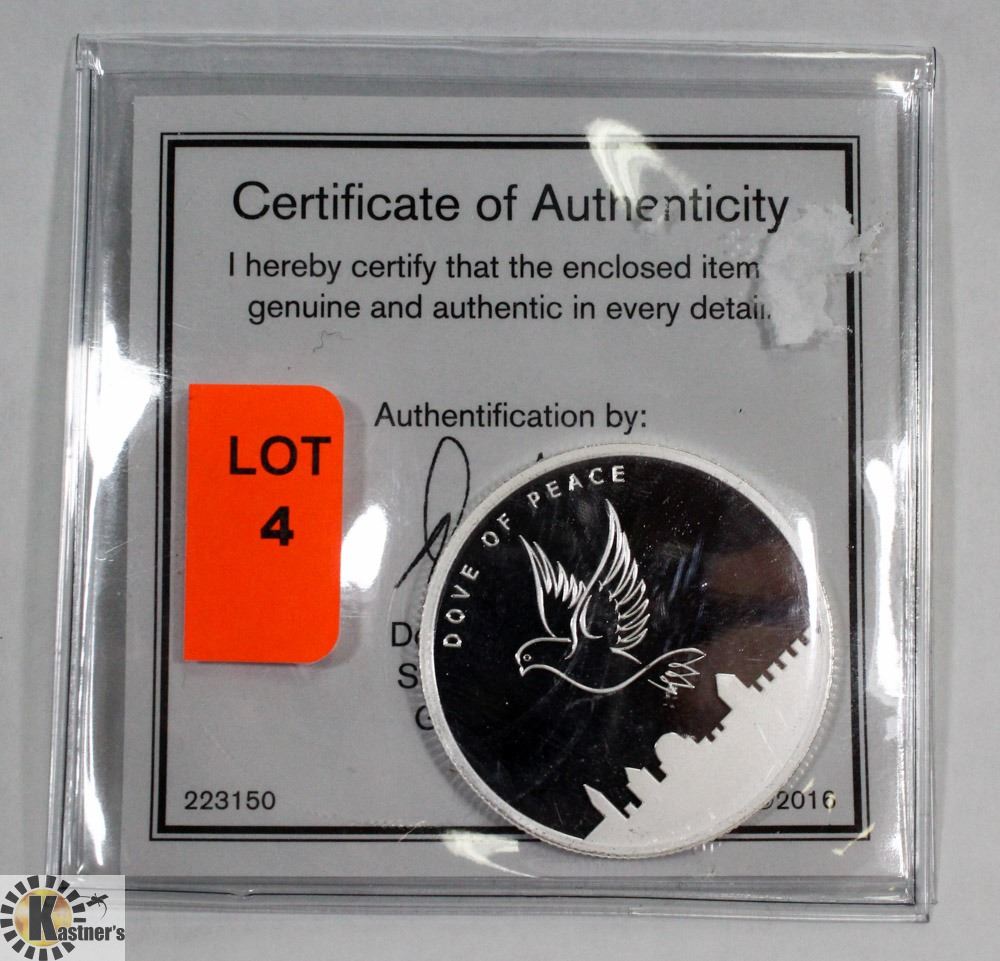 Certificate of Authenticity
I hereby certify that the enclosed item
genuine and authentic in every detail.
Authentification by:
LOT
4
DOVE OF PEACE
223150
2016
Kastner's